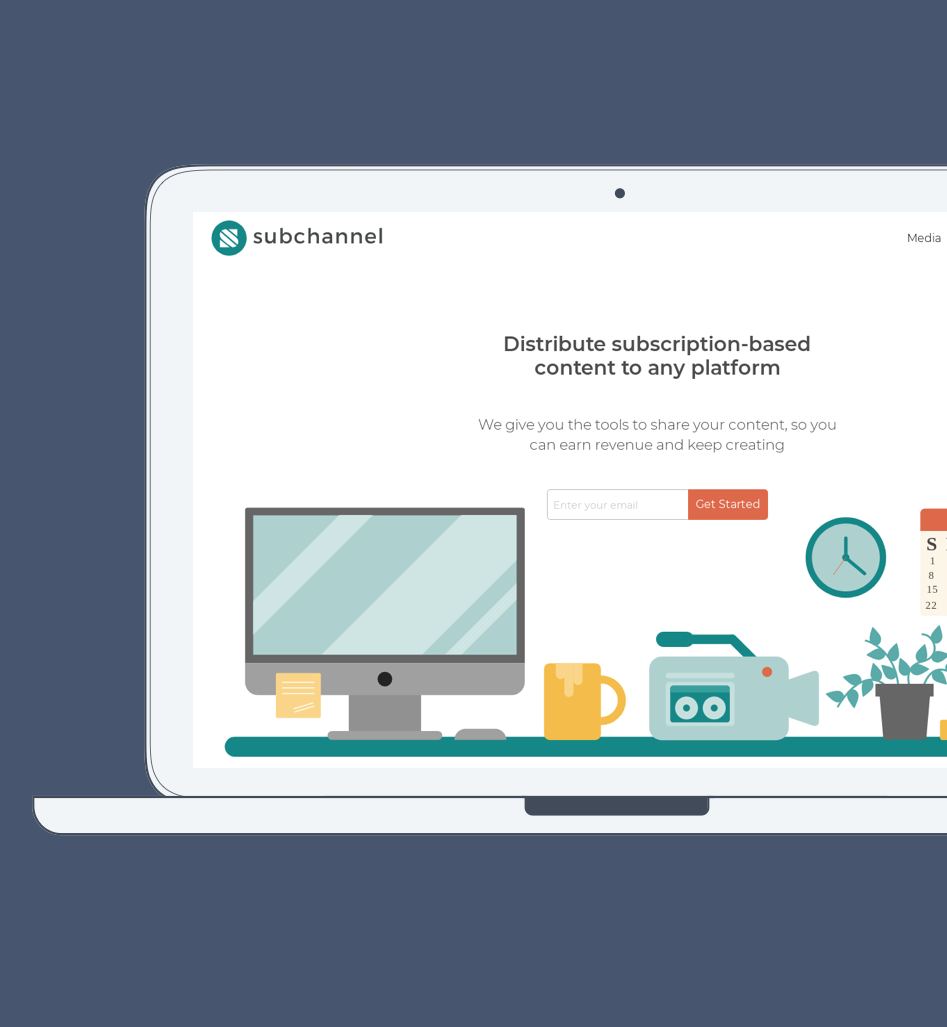 subchannel
Media
Distribute subscription-based
content to any platform
We give you the tools to share your content, so you
can earn revenue and keep creating
Enter your email
Get Started
S
1
8
15
22